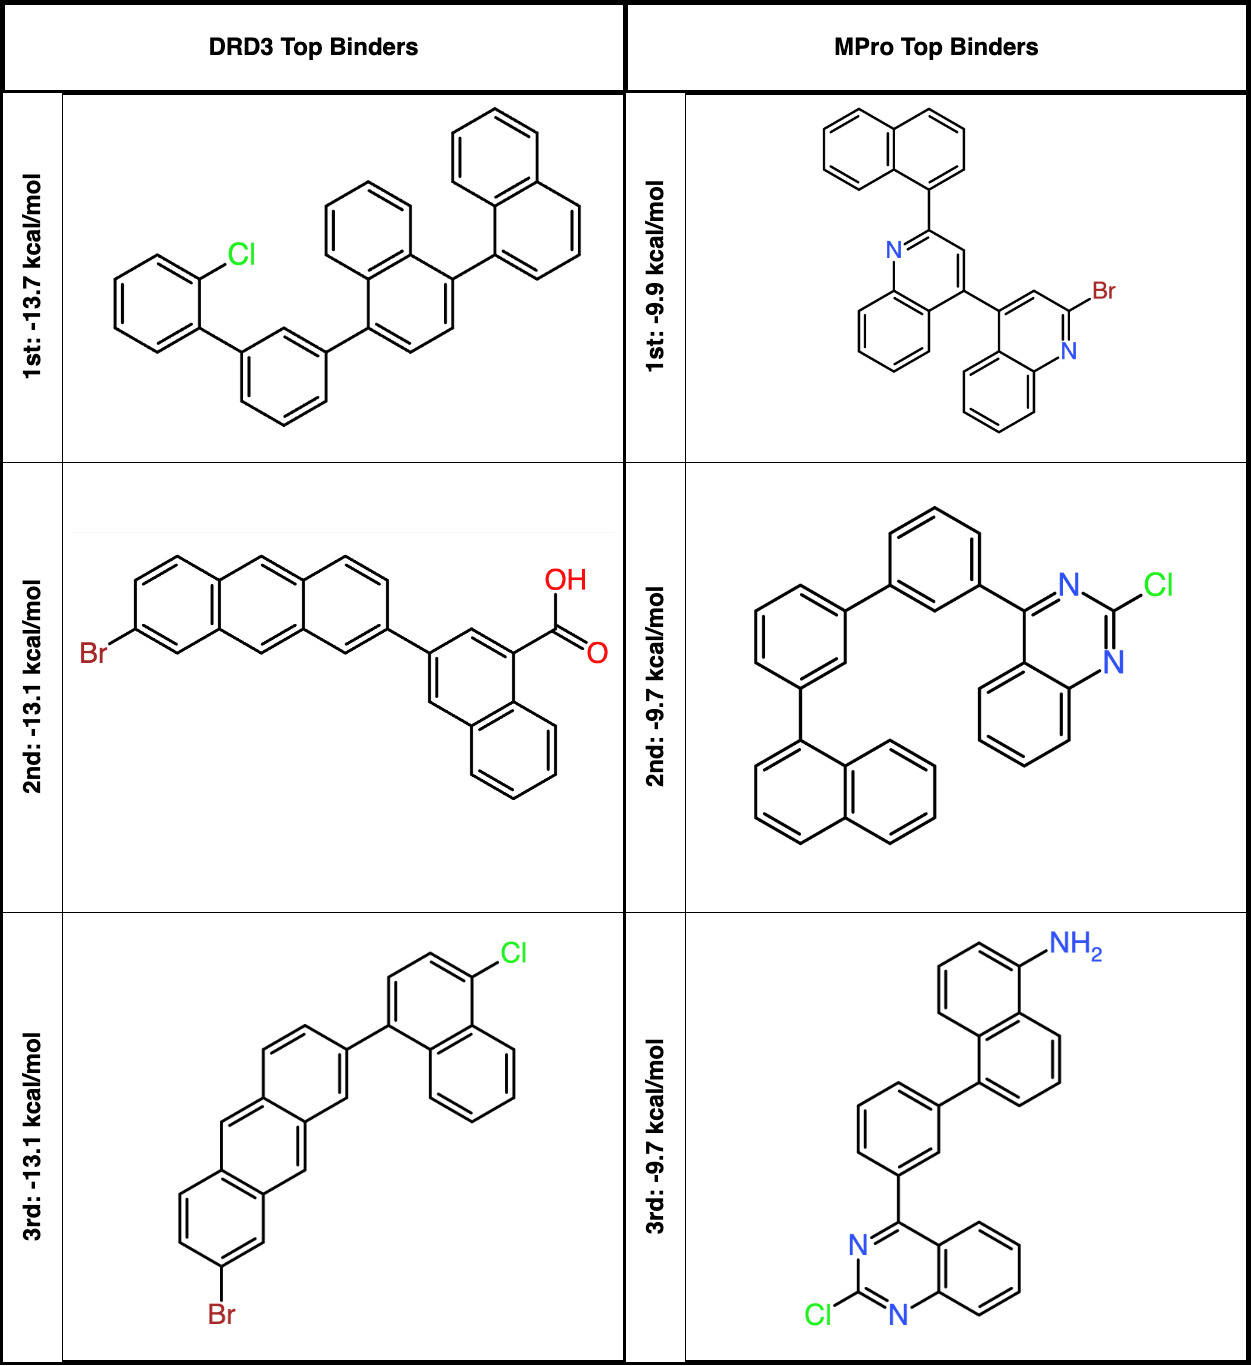 DRD3 Top Binders
MPro Top Binders
1st: -13.7 kcal/mol
Cl
1st: -9.9 kcal/mol
N
Br
N
2nd: -13.1 kcal/mol
OH
Br
O
2nd: -9.7 kcal/mol
N
Cl
N
3rd: -13.1 kcal/mol
Cl
Br
3rd: -9.7 kcal/mol
NH2
N
Cl
N